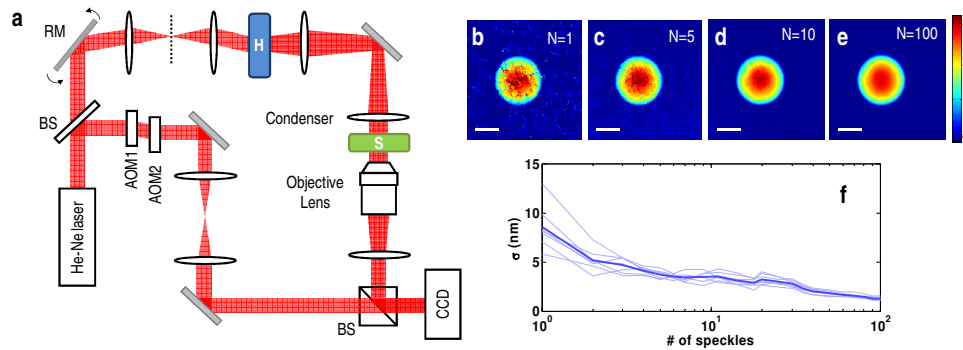 a
RM
H
BS
AOM1
AOM2
Condenser
S
Objective
Lens
He-Ne laser
BS
CCD
b
N=1
c
N=5
d
N=10
e
N=100
f
15
10
5
0
σ (nm)
10⁰
10¹
10²
# of speckles